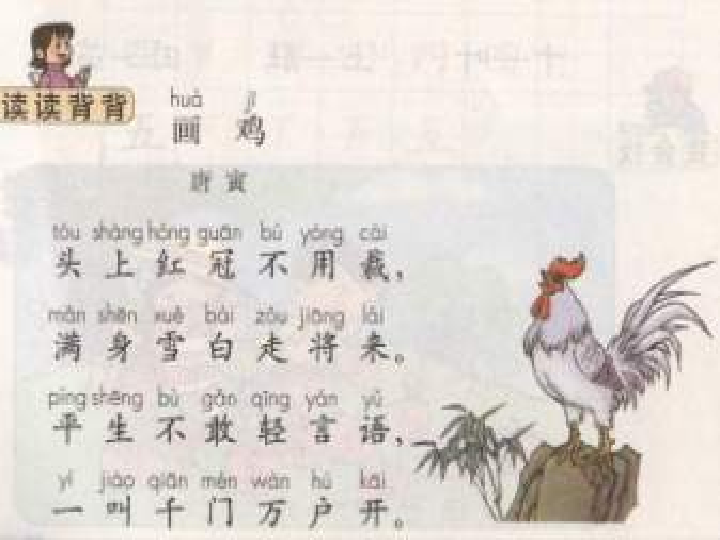 读读背背
huà jī
画 鸡
唐 寅
tóu shàng hóng guān bù yòng cái
头 上 红 冠 不 用 裁,
mǎn shēn xuě bái zǒu jiāng lái
满 身 雪 白 走 将 来。
píng shēng bù gǎn qīng yán yǔ
平 生 不 敢 轻 言 语,
yí jiào qiān mén wàn hù kāi
一 叫 千 门 万 户 开。